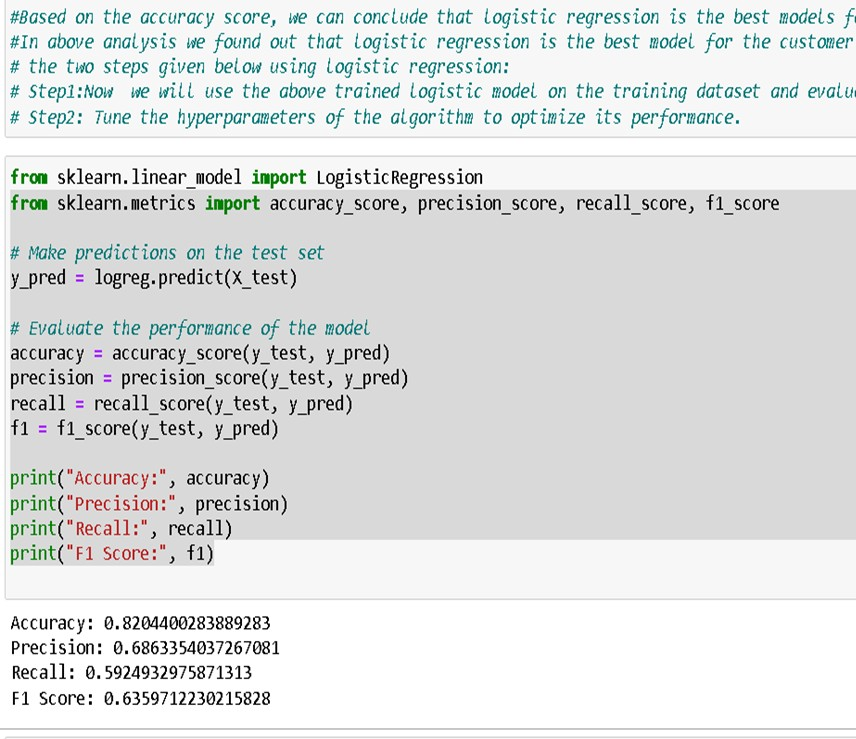 #Based on the accuracy score, we can conclude that logistic regression is the best models
#In above analysis we found out that logistic regression is the best model for the customer
# the two steps given below using logistic regression:
# Step1:Now we will use the above trained logistic model on the training dataset and
# Step2: Tune the hyperparameters of the algorithm to optimize its performance.
from sklearn.linear_model import LogisticRegression
from sklearn.metrics import accuracy_score, precision_score, recall_score, f1_score
# Make predictions on the test set
y_pred = logreg.predict(X_test)
# Evaluate the performance of the model
accuracy = accuracy_score(y_test, y_pred)
precision = precision_score(y_test, y_pred)
recall = recall_score(y_test, y_pred)
f1 = f1_score(y_test, y_pred)
print("Accuracy:", accuracy)
print("Precision:", precision)
print("Recall:", recall)
print("F1 Score:", f1)
Accuracy: 0.8204400283889283
Precision: 0.6863354037267081
Recall: 0.5924932975871313
F1 Score: 0.6359712230215828